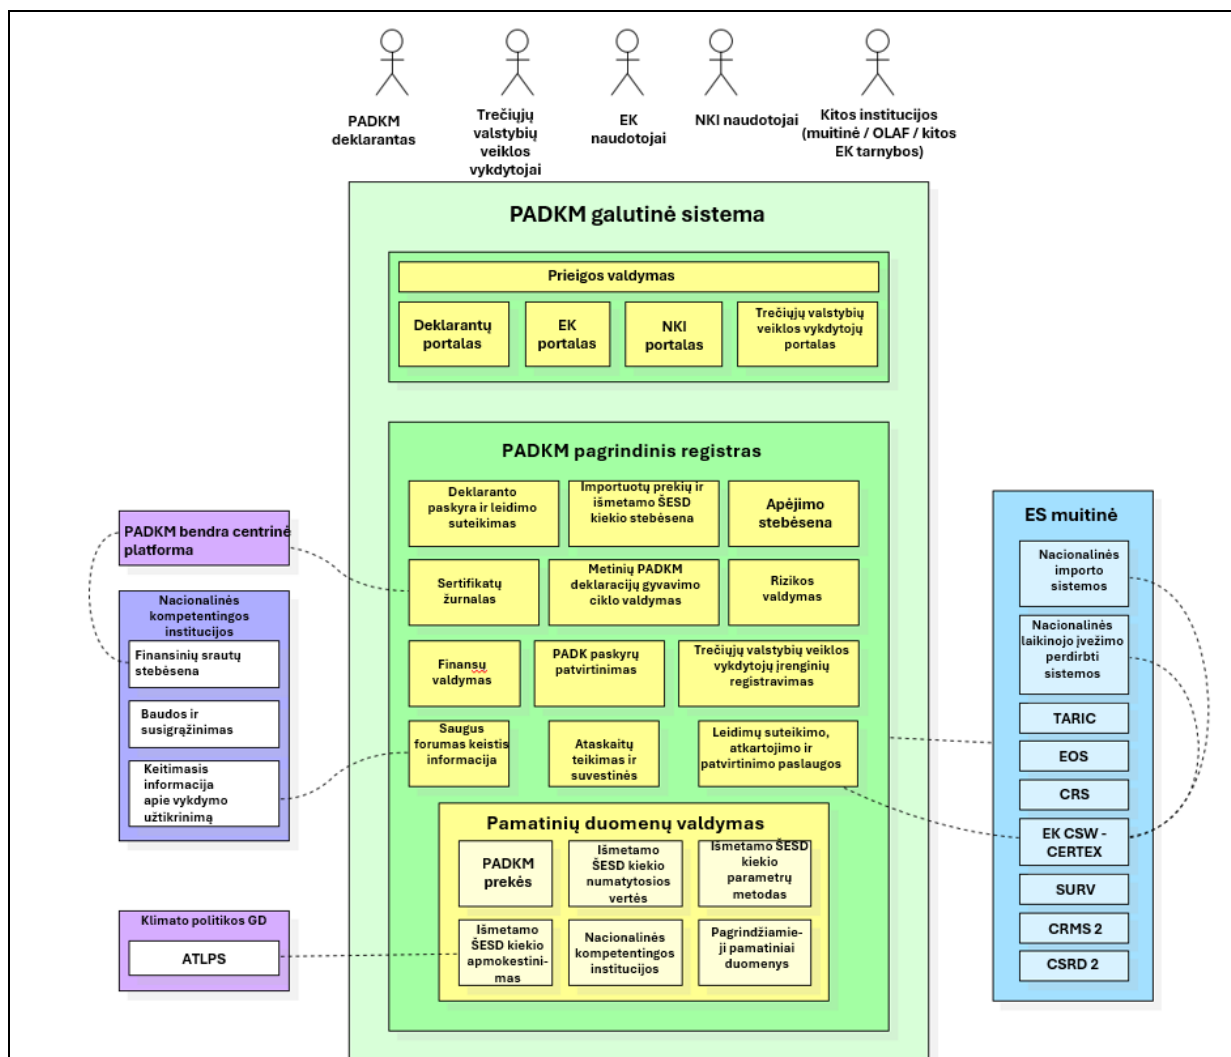 PADKM
deklarantas
Trečiųjų
valstybių
veiklos
vykdytojai
EK
naudotojai
NKI naudotojai
Kitos institucijos
(muitinė / OLAF / kitos
EK tarnybos)
PADKM galutinė sistema
Prieigos valdymas
Deklarantų
portalas
EK
portalas
NKI
portalas
Trečiųjų valstybių
veiklos vykdytojų
portalas
PADKM pagrindinis registras
Deklaranto
paskyra ir leidimo
suteikimas
Importuotų prekių ir
išmetamo ŠESD
kiekio stebėsena
Apėjimo
stebėsena
Sertifikatų
žurnalas
Metinių PADKM
deklaracijų gyvavimo
ciklo valdymas
Rizikos
valdymas
Finansų
valdymas
PADK paskyrų
patvirtinimas
Trečiųjų valstybių veiklos
vykdytojų įrenginių
registravimas
Saugus
forumas keistis
informacija
Ataskaitų
teikimas ir
suvestinės
Leidimų suteikimo,
atkartojimo ir
patvirtinimo paslaugos
Pamatinių duomenų valdymas
PADKM
prekės
Išmetamo
ŠESD kiekio
numatytosios
vertės
Išmetamo ŠESD
kiekio
parametrų
metodas
Išmetamo
ŠESD kiekio
apmokestini-
mas
Nacionalinės
kompetentingos
institucijos
Pagrindžiamie-
ji pamatiniai
duomenys
PADKM bendra centrinė
platforma
Nacionalinės
kompetentingos
institucijos
Finansinių srautų
stebėsena
Baudos ir
susigrąžinimas
Keitimasis
informacija
apie vykdymo
užtikrinimą
Klimato politikos GD
ATLPS
ES muitinė
Nacionalinės
importo
sistemos
Nacionalinės
laikinojo įvežimo
perdirbti
sistemos
TARIC
EOS
CRS
EK CSW -
CERTEX
SURV
CRMS 2
CSRD 2